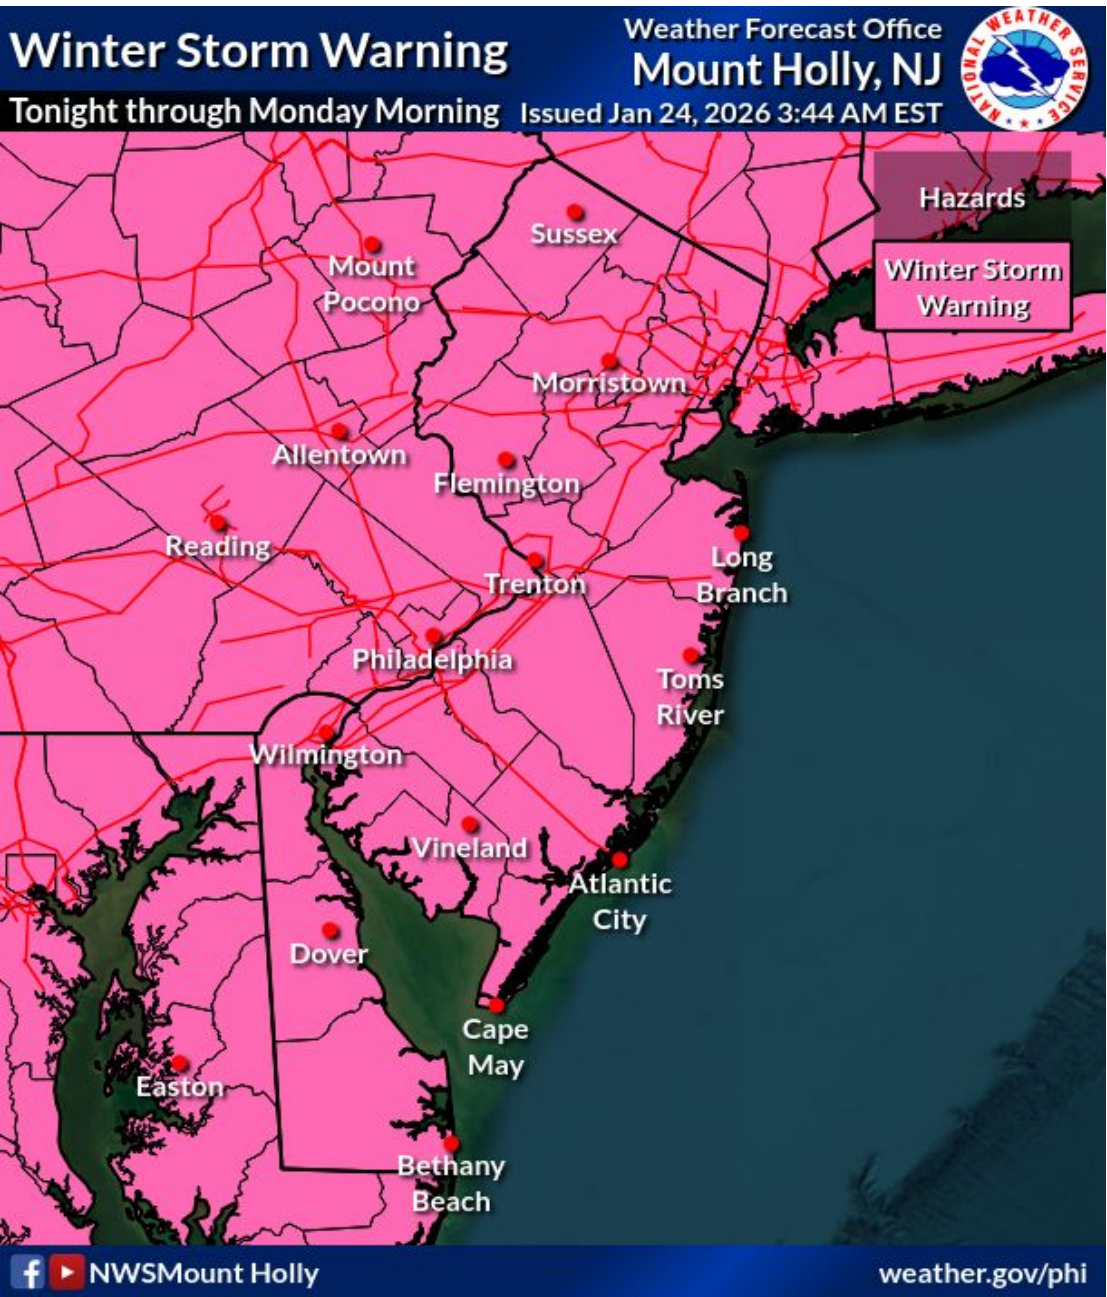 Winter Storm Warning
Tonight through Monday Morning
Weather Forecast Office
Mount Holly, NJ
Issued Jan 24, 2026 3:44 AM EST
NATIONAL WEATHER SERVICE
Hazards
Winter Storm
Warning
Sussex
Mount
Pocono
Morristown
Allentown
Flemington
Reading
Long
Branch
Trenton
Philadelphia
Toms
River
Wilmington
Vineland
Atlantic
City
Dover
Cape
May
Easton
Bethany
Beach
NWSMount Holly
weather.gov/phi